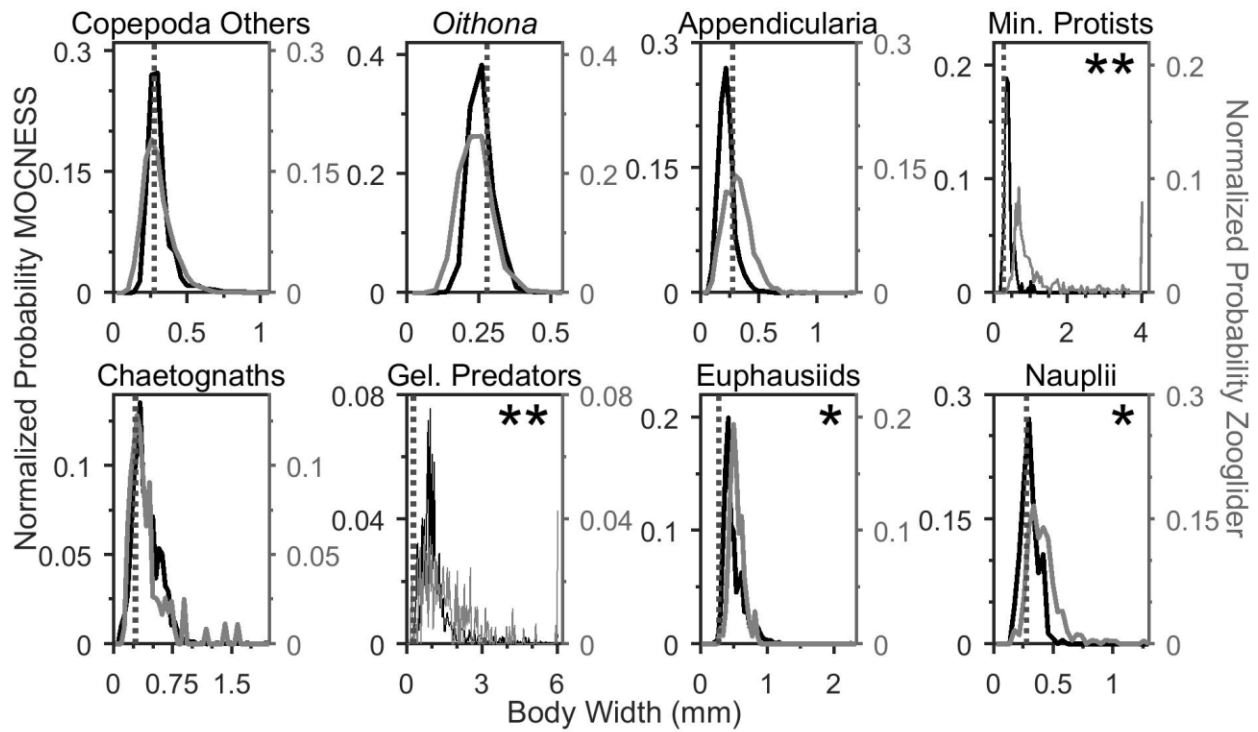 Copepoda Others
Oithona
Appendicularia
Min. Protists
0.3
0.15
0
0.3
0.15
0
0 0.5 1
0.4
0.2
0
0.4
0.2
0
0 0.25 0.5
0.3
0.15
0
0.3
0.15
0
0 0.5 1
**
0.2
0.1
0
0.2
0.1
0
0 2 4
Chaetognaths
Gel. Predators
Euphausiids
Nauplii
0.1
0.05
0
0.1
0.05
0
0 0.75 1.5
**
0.08
0.04
0
0.08
0.04
0
0 3 6
*
0.2
0.1
0
0.2
0.1
0
0 1 2
*
0.3
0.15
0
0.3
0.15
0
0 0.5 1
Normalized Probability MOCNESS
Normalized Probability Zooglider
Body Width (mm)